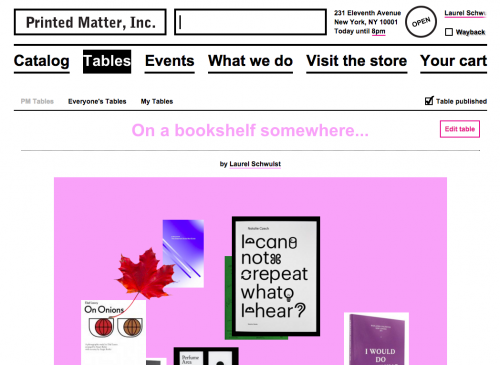 Printed Matter, Inc.
231 Eleventh Avenue
New York, NY 10001
Today until 8pm
OPEN
Laurel Schw
Wayback
Catalog Tables Events What we do Visit the store Your cart
PM Tables Everyone's Tables My Tables
Table published
On a bookshelf somewhere...
Edit table
by Laurel Schwulst
Natalie Czech
I cannot
repeat
what I
hear?
On Onions
Perfume
Area
I WOULD
DO